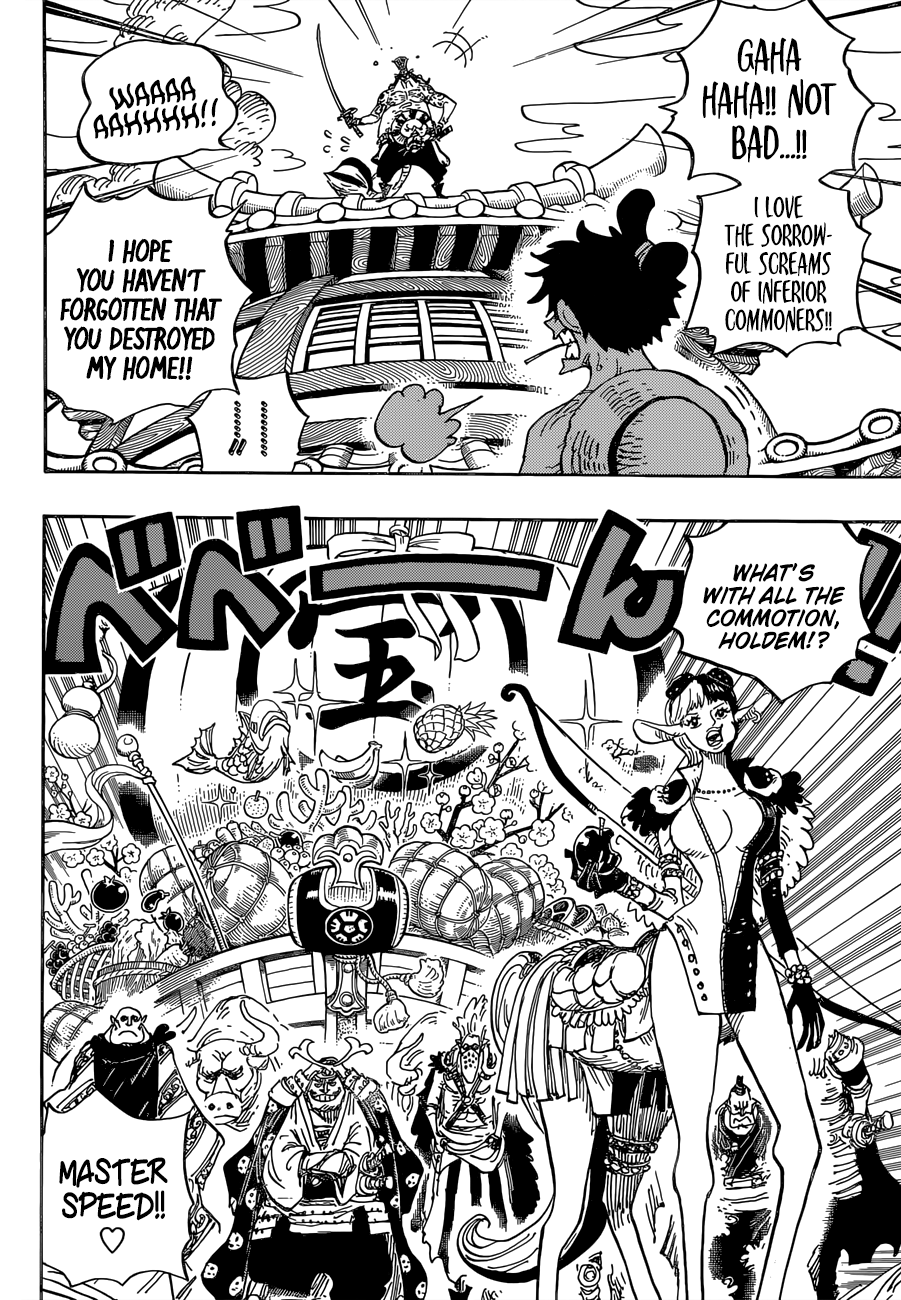 GAHA
HAHA!! NOT
BAD...!!
I LOVE
THE SORROW-
FUL SCREAMS
OF INFERIOR
COMMONERS!!
WAAAA
AAHHHH!!
I HOPE
YOU HAVEN'T
FORGOTTEN THAT
YOU DESTROYED
MY HOME!!
..........!!
WHAT'S
WITH ALL THE
COMMOTION,
HOLDEM!?
ベベーん!!
玉
MASTER
SPEED!!
♡